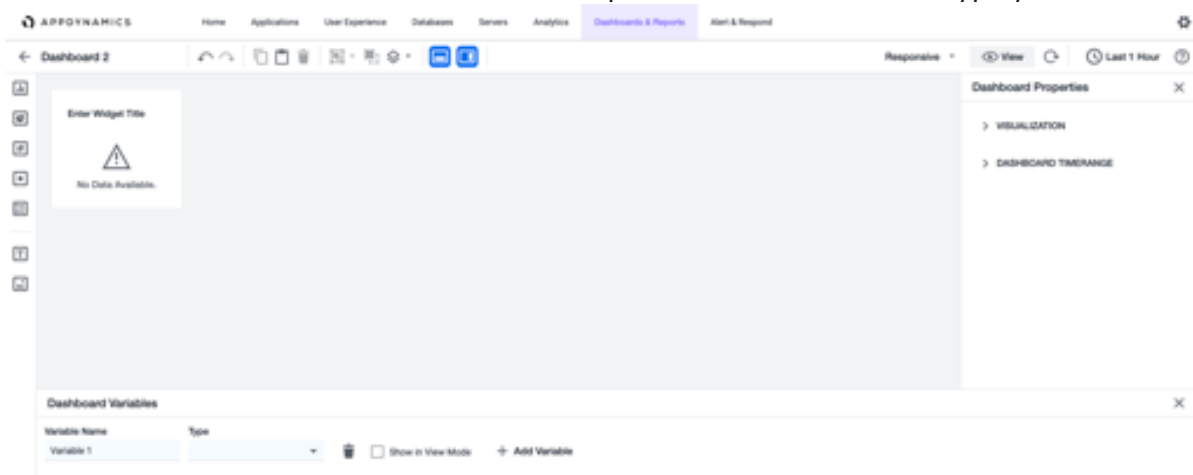 APPDYNAMICS Home Applications User Experience Databases Servers Analytics Dashboards & Reports Alert & Respond
Dashboard 2 Responsive View Last 1 Hour
Dashboard Properties
Enter Widget Title
VISUALIZATION
No Data Available.
DASHBOARD TIMERANGE
Dashboard Variables
Variable Name Type
Variable 1 Show in View Mode + Add Variable